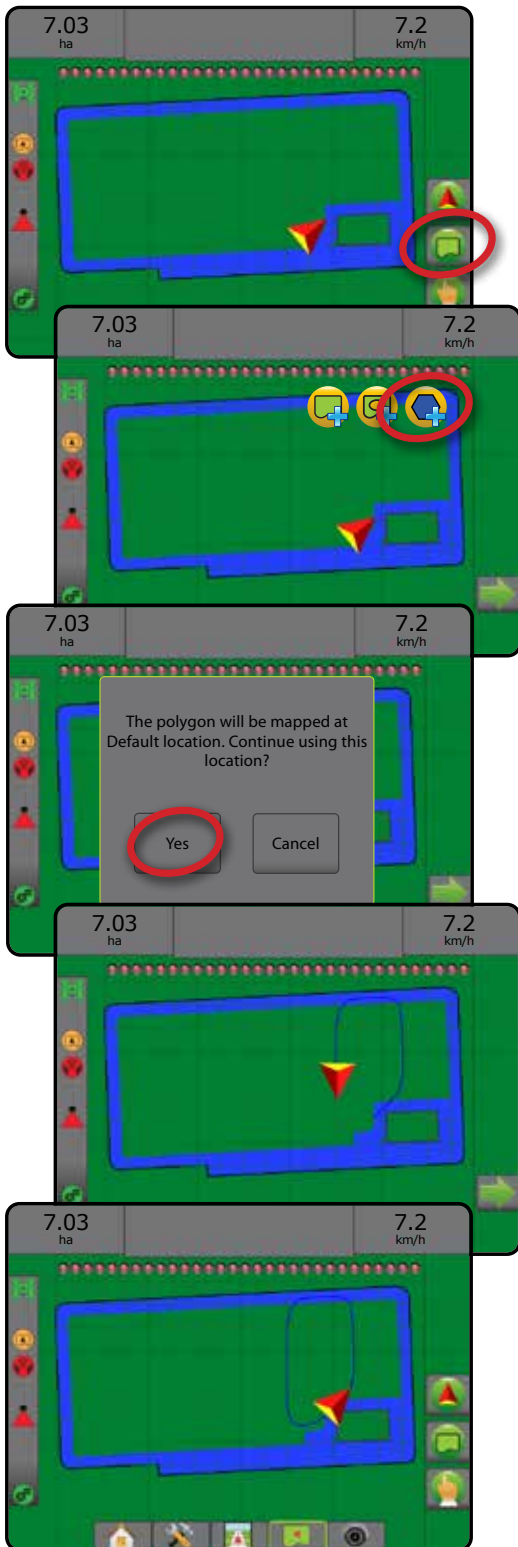 7.03
ha
7.2
km/h
7.03
ha
7.2
km/h
7.03
ha
7.2
km/h
The polygon will be mapped at
Default location. Continue using this
location?
Yes
Cancel
7.03
ha
7.2
km/h
7.03
ha
7.2
km/h